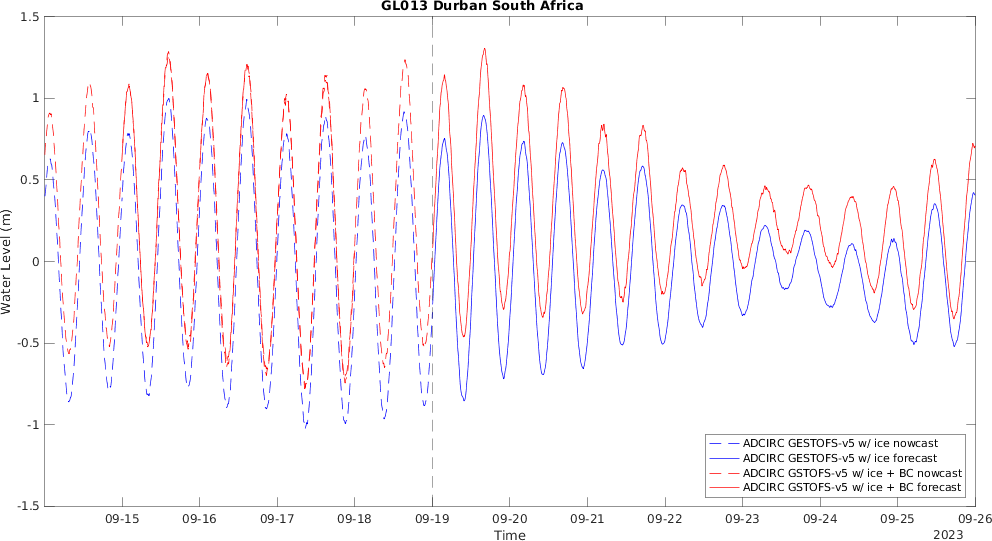 GL013 Durban South Africa
1.5
1
0.5
0
-0.5
-1
-1.5
Water Level (m)
ADCIRC GESTOFS-v5 w/ ice nowcast
ADCIRC GESTOFS-v5 w/ ice forecast
ADCIRC GSTOFS-v5 w/ ice + BC nowcast
ADCIRC GSTOFS-v5 w/ ice + BC forecast
09-15 09-16 09-17 09-18 09-19 09-20 09-21 09-22 09-23 09-24 09-25 09-26
Time
2023